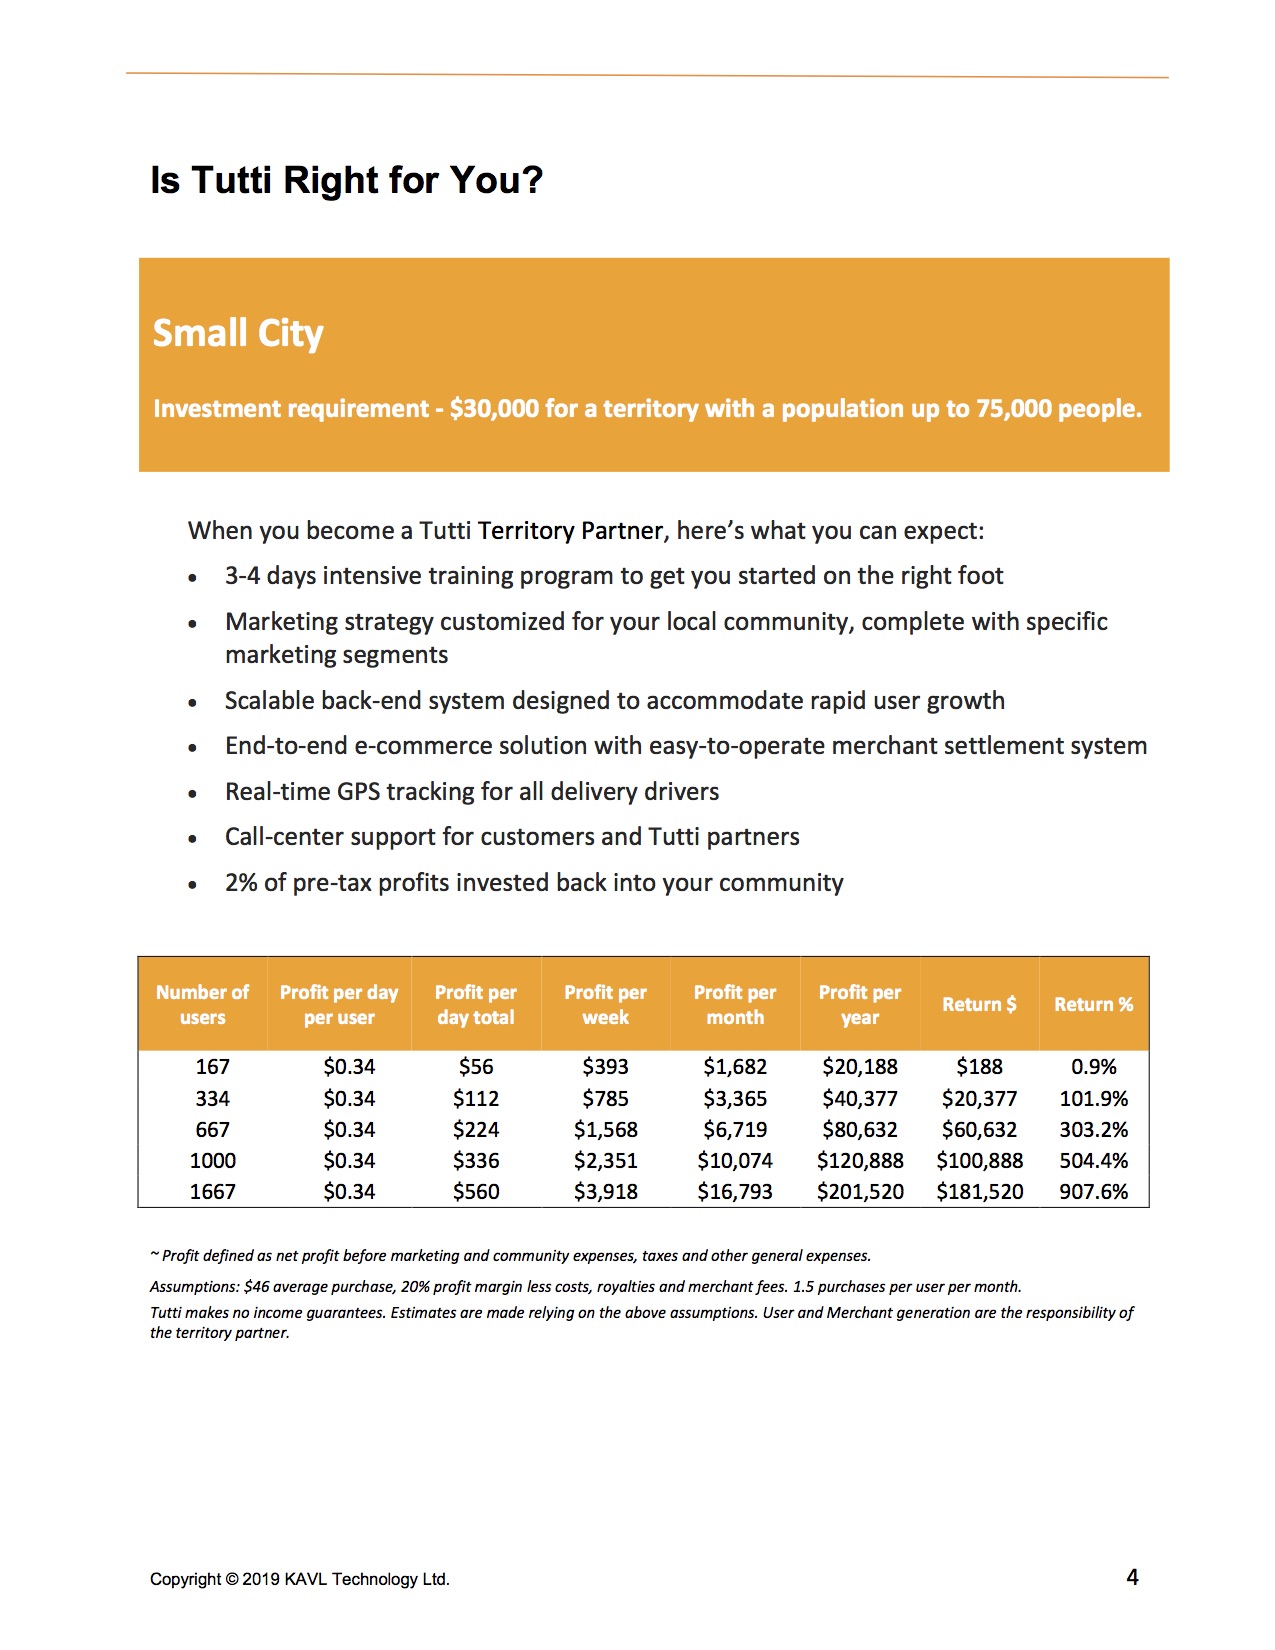 Is Tutti Right for You?
Small City
Investment requirement - $30,000 for a territory with a population up to 75,000 people.
When you become a Tutti Territory Partner, here’s what you can expect:
• 3-4 days intensive training program to get you started on the right foot
• Marketing strategy customized for your local community, complete with specific
marketing segments
• Scalable back-end system designed to accommodate rapid user growth
• End-to-end e-commerce solution with easy-to-operate merchant settlement system
• Real-time GPS tracking for all delivery drivers
• Call-center support for customers and Tutti partners
• 2% of pre-tax profits invested back into your community
Number of users Profit per day per user Profit per day total Profit per week Profit per month Profit per year Return $ Return %
167 $0.34 $56 $393 $1,682 $20,188 $188 0.9%
334 $0.34 $112 $785 $3,365 $40,377 $20,377 101.9%
667 $0.34 $224 $1,568 $6,719 $80,632 $60,632 303.2%
1000 $0.34 $336 $2,351 $10,074 $120,888 $100,888 504.4%
1667 $0.34 $560 $3,918 $16,793 $201,520 $181,520 907.6%
~ Profit defined as net profit before marketing and community expenses, taxes and other general expenses.
Assumptions: $46 average purchase, 20% profit margin less costs, royalties and merchant fees. 1.5 purchases per user per month.
Tutti makes no income guarantees. Estimates are made relying on the above assumptions. User and Merchant generation are the responsibility of
the territory partner.
Copyright © 2019 KAVL Technology Ltd. 4